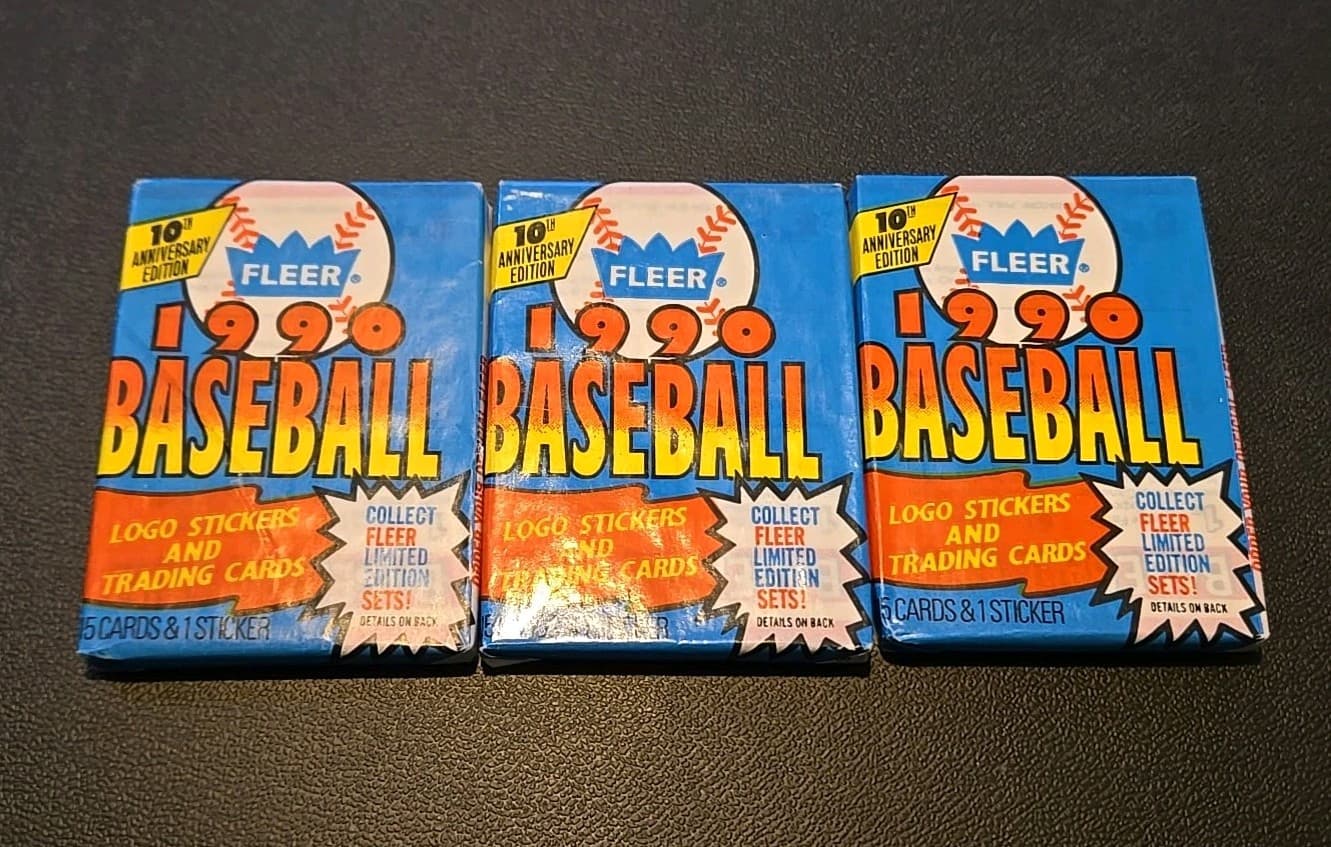 10TH
ANNIVERSARY
EDITION
FLEER®
1990
BASEBALL
LOGO STICKERS
AND
TRADING CARDS
COLLECT
FLEER
LIMITED
EDITION
SETS!
DETAILS ON BACK
5 CARDS & 1 STICKER
10TH
ANNIVERSARY
EDITION
FLEER®
1990
BASEBALL
LOGO STICKERS
AND
TRADING CARDS
COLLECT
FLEER
LIMITED
EDITION
SETS!
DETAILS ON BACK
10TH
ANNIVERSARY
EDITION
FLEER®
1990
BASEBALL
LOGO STICKERS
AND
TRADING CARDS
COLLECT
FLEER
LIMITED
EDITION
SETS!
DETAILS ON BACK
5 CARDS & 1 STICKER